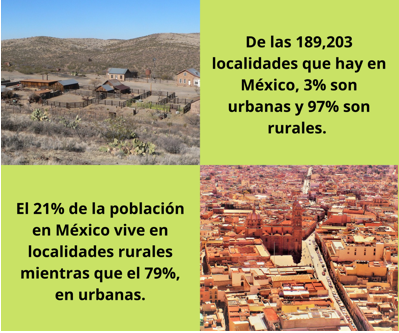 De las 189,203
localidades que hay en
México, 3% son
urbanas y 97% son
rurales.
El 21% de la población
en México vive en
localidades rurales
mientras que el 79%,
en urbanas.